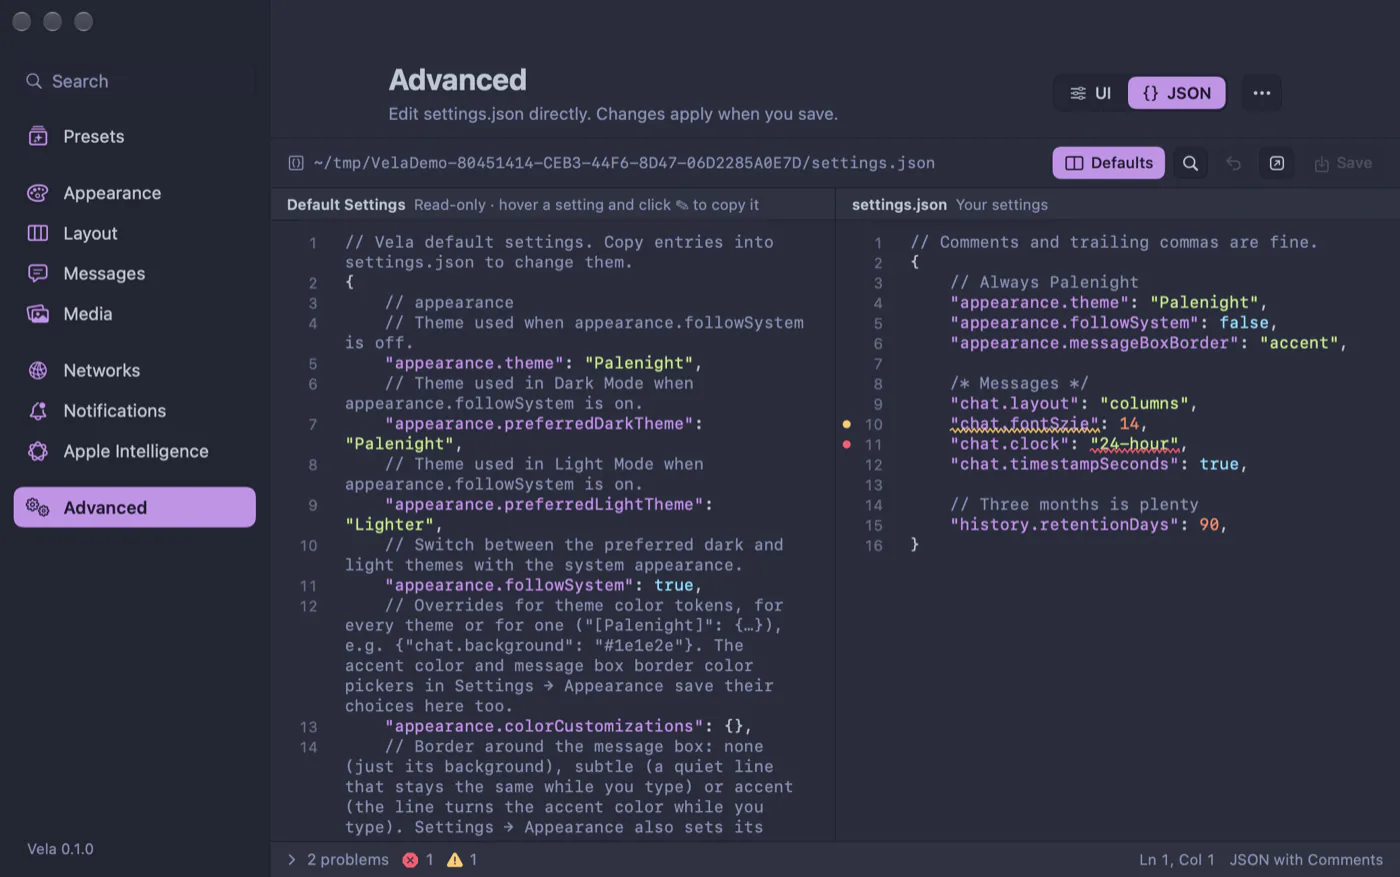 Search
Presets
Appearance
Layout
Messages
Media
Networks
Notifications
Apple Intelligence
Advanced
Vela 0.1.0
Advanced
Edit settings.json directly. Changes apply when you save.
UI
{} JSON
~/tmp/VelaDemo-80451414-CEB3-44F6-8D47-06D2285A0E7D/settings.json
Defaults
Save
Default Settings Read-only · hover a setting and click ✎ to copy it
1 // Vela default settings. Copy entries into
settings.json to change them.
2 {
3 // appearance
4 // Theme used when appearance.followSystem
is off.
5 "appearance.theme": "Palenight",
6 // Theme used in Dark Mode when
appearance.followSystem is on.
7 "appearance.preferredDarkTheme":
"Palenight",
8 // Theme used in Light Mode when
appearance.followSystem is on.
9 "appearance.preferredLightTheme":
"Lighter",
10 // Switch between the preferred dark and
light themes with the system appearance.
11 "appearance.followSystem": true,
12 // Overrides for theme color tokens, for
every theme or for one ("[Palenight]": {…}),
e.g. {"chat.background": "#1e1e2e"}. The
accent color and message box border color
pickers in Settings → Appearance save their
choices here too.
13 "appearance.colorCustomizations": {},
14 // Border around the message box: none
(just its background), subtle (a quiet line
that stays the same while you type) or accent
(the line turns the accent color while you
type). Settings → Appearance also sets its
settings.json Your settings
1 // Comments and trailing commas are fine.
2 {
3 // Always Palenight
4 "appearance.theme": "Palenight",
5 "appearance.followSystem": false,
6 "appearance.messageBoxBorder": "accent",
7
8 /* Messages */
9 "chat.layout": "columns",
10 "chat.fontSzie": 14,
11 "chat.clock": "24-hour",
12 "chat.timestampSeconds": true,
13
14 // Three months is plenty
15 "history.retentionDays": 90,
16 }
2 problems 1 1
Ln 1, Col 1 JSON with Comments